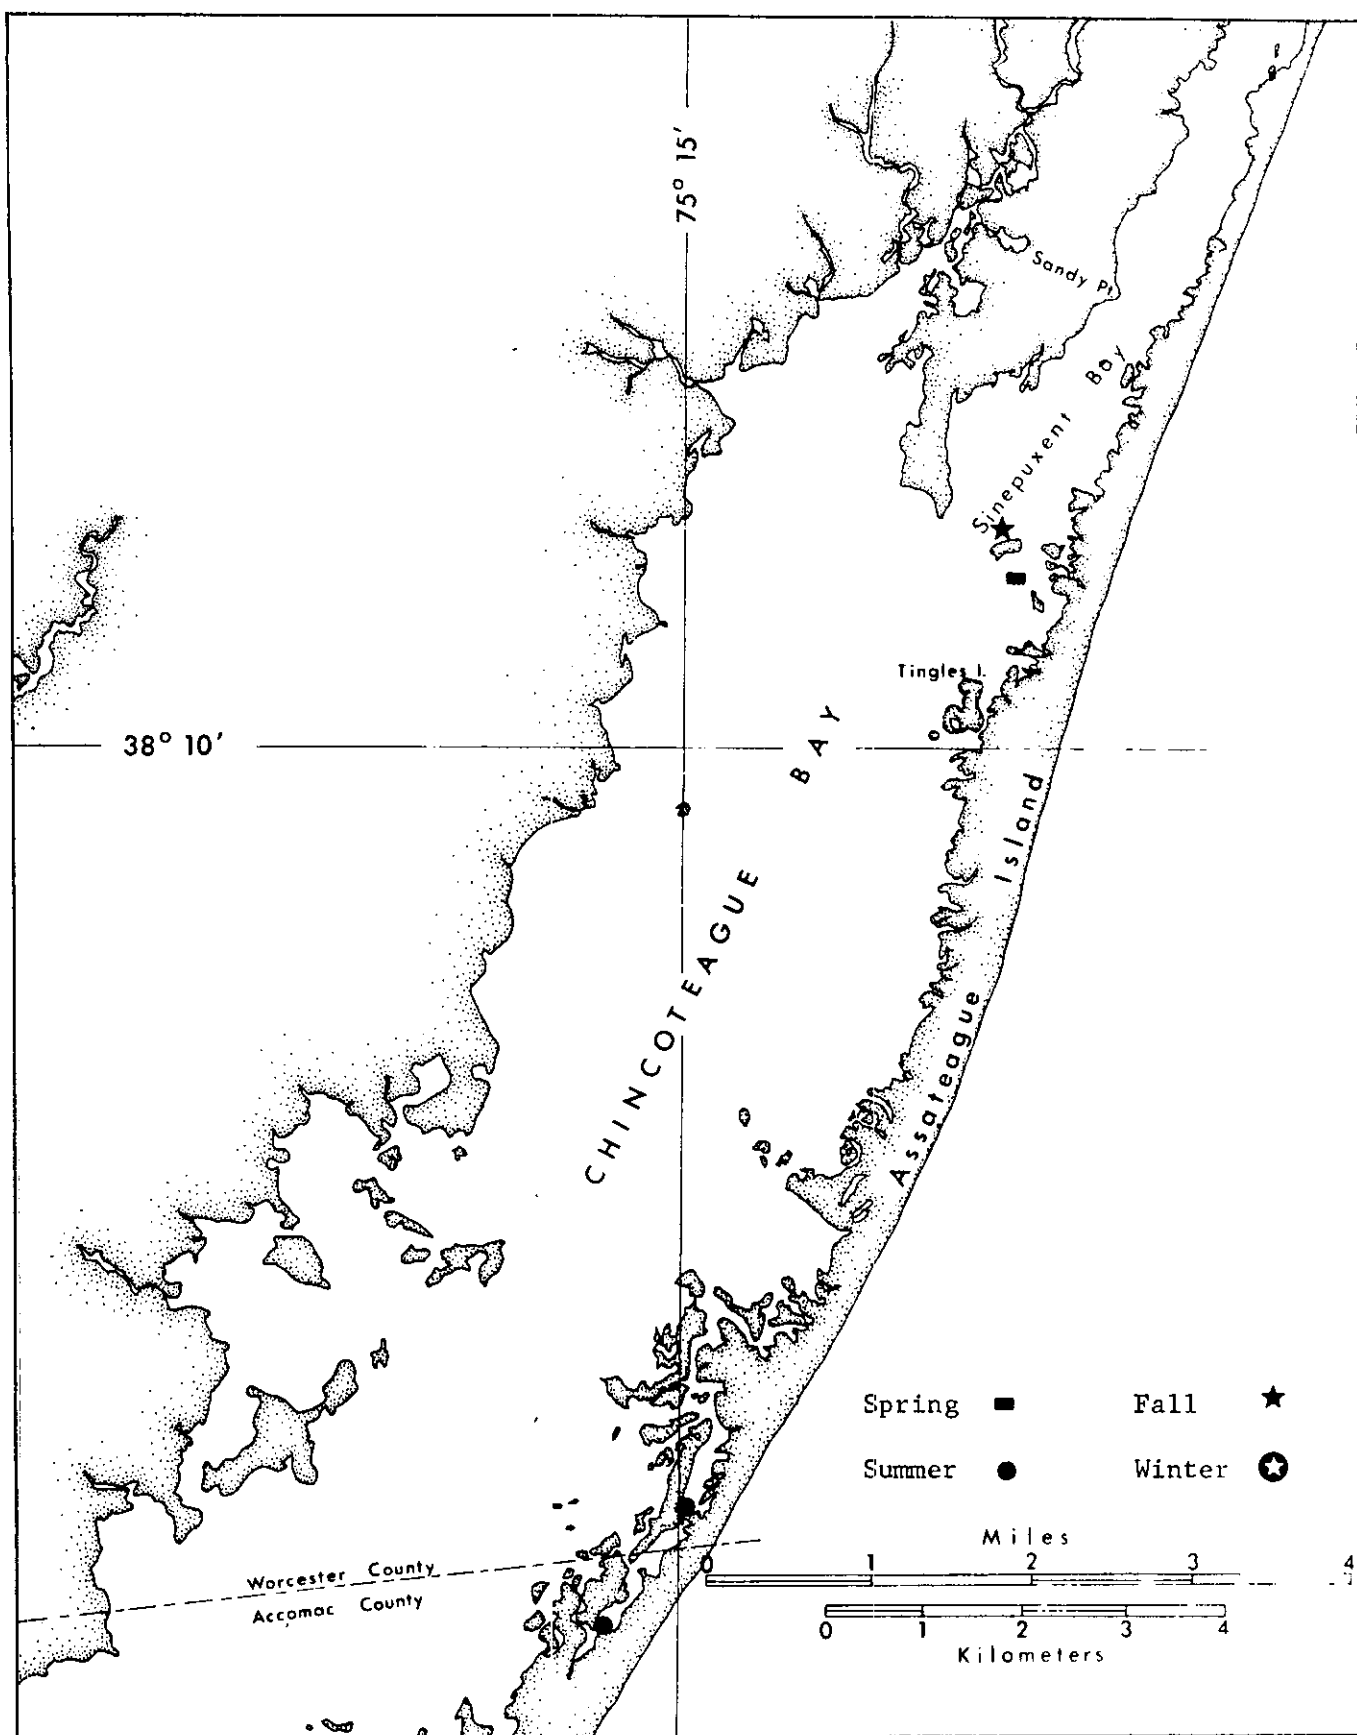 75° 15'
Sandy Pt.
Sinepuxent Bay
Tingles I.
38° 10'
CHINCOTEAGUE BAY
Assateague Island
Spring Fall
Summer Winter
Miles
0 1 2 3 4
Worcester County
Accomac County
0 1 2 3 4
Kilometers